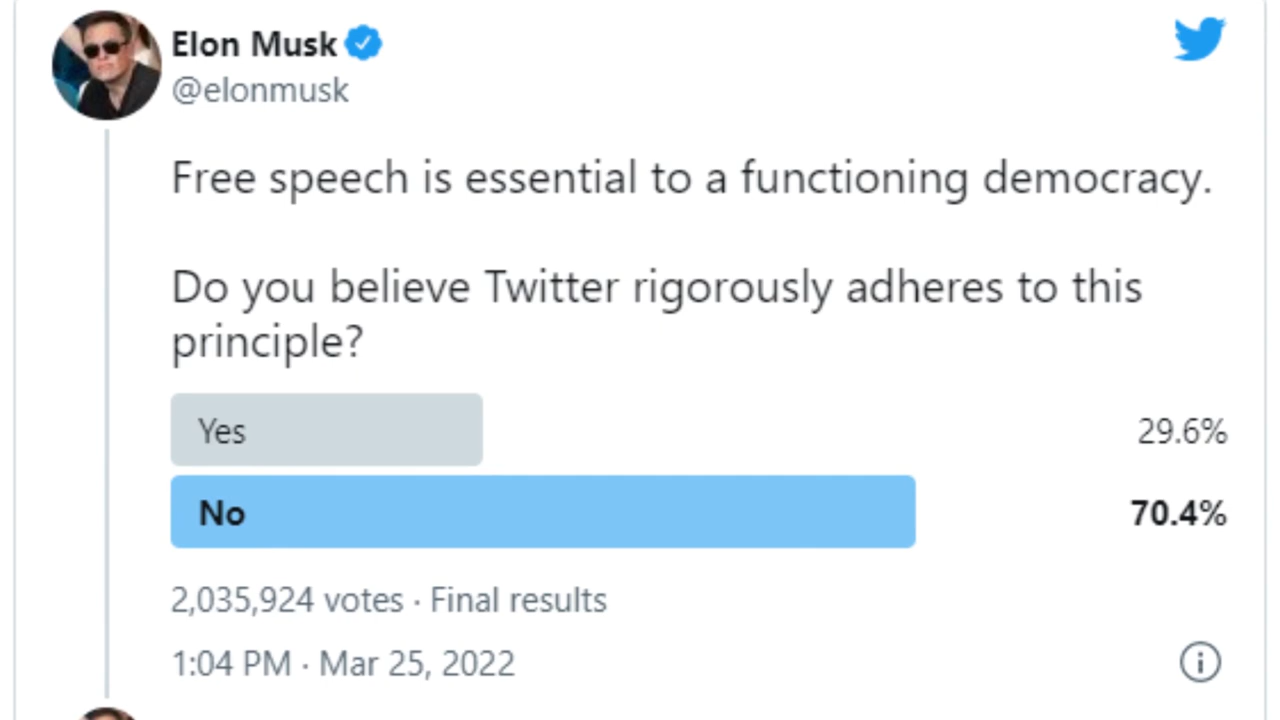 Elon Musk
@elonmusk
Free speech is essential to a functioning democracy.
Do you believe Twitter rigorously adheres to this
principle?
Yes 29.6%
No 70.4%
2,035,924 votes · Final results
1:04 PM · Mar 25, 2022